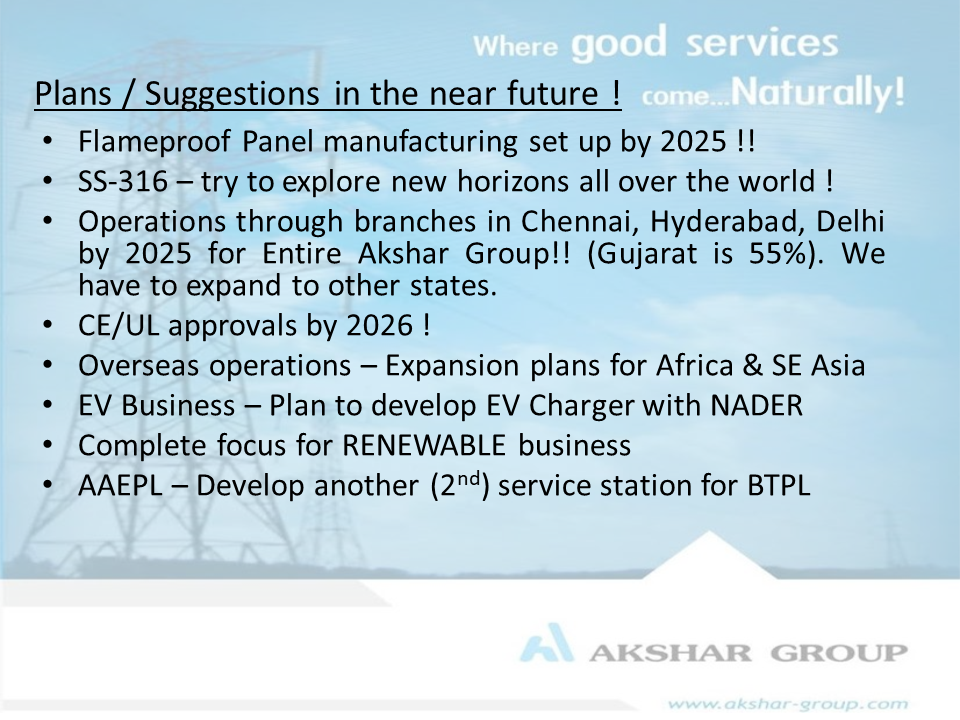 Where good services
come...Naturally!
Plans / Suggestions in the near future !
• Flameproof Panel manufacturing set up by 2025 !!
• SS-316 – try to explore new horizons all over the world !
• Operations through branches in Chennai, Hyderabad, Delhi
by 2025 for Entire Akshar Group!! (Gujarat is 55%). We
have to expand to other states.
• CE/UL approvals by 2026 !
• Overseas operations – Expansion plans for Africa & SE Asia
• EV Business – Plan to develop EV Charger with NADER
• Complete focus for RENEWABLE business
• AAEPL – Develop another (2nd) service station for BTPL
AKSHAR GROUP
www.akshar-group.com